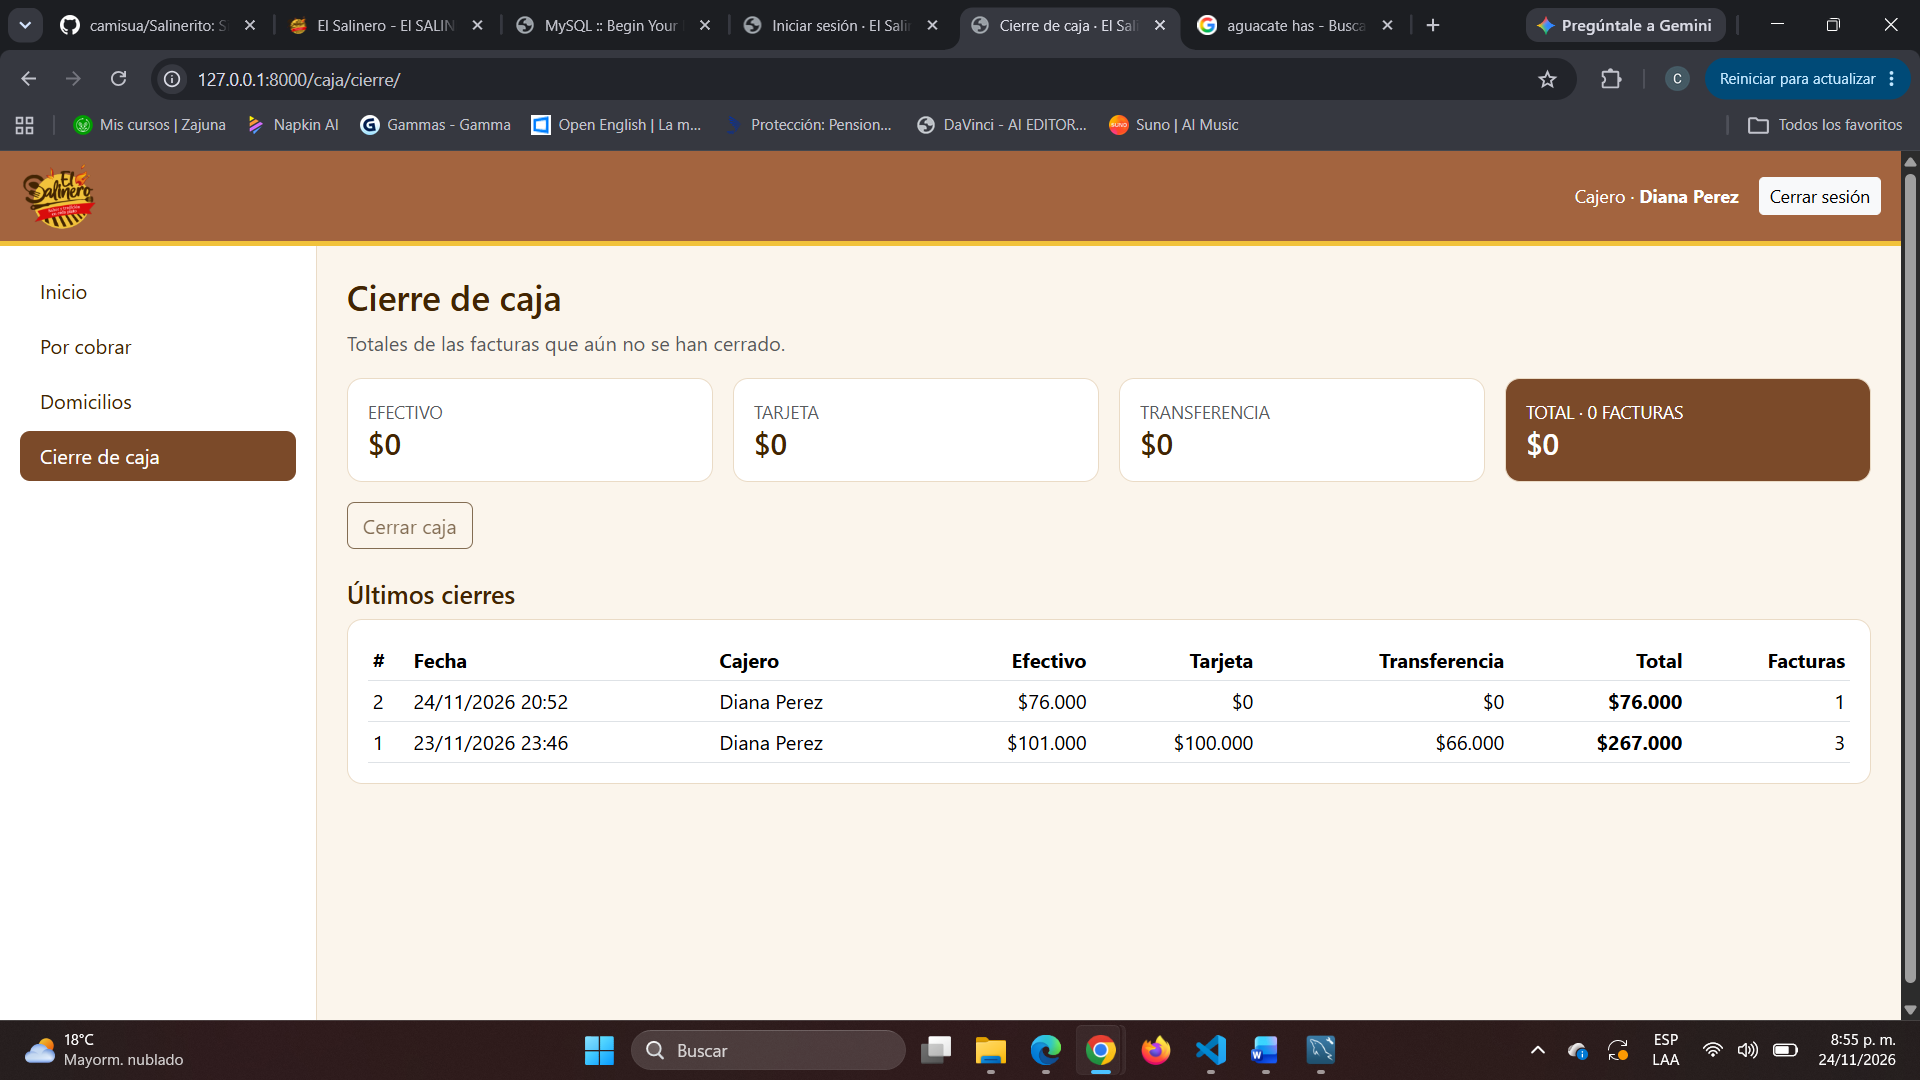 camisua/Salinerito: S
El Salinero - El SALIN
MySQL :: Begin Your
Iniciar sesión · El Salin
Cierre de caja · El Sali
aguacate has - Busca
Pregúntale a Gemini
127.0.0.1:8000/caja/cierre/
C
Reiniciar para actualizar
Mis cursos | Zajuna
Napkin AI
Gammas - Gamma
Open English | La m...
Protección: Pension...
DaVinci - AI EDITOR...
Suno | AI Music
Todos los favoritos
El Salinero
Cajero · Diana Perez
Cerrar sesión
Inicio
Por cobrar
Domicilios
Cierre de caja
Cierre de caja
Totales de las facturas que aún no se han cerrado.
EFECTIVO
$0
TARJETA
$0
TRANSFERENCIA
$0
TOTAL · 0 FACTURAS
$0
Cerrar caja
Últimos cierres
# Fecha Cajero Efectivo Tarjeta Transferencia Total Facturas
2 24/11/2026 20:52 Diana Perez $76.000 $0 $0 $76.000 1
1 23/11/2026 23:46 Diana Perez $101.000 $100.000 $66.000 $267.000 3
18°C
Mayorm. nublado
Buscar
ESP
LAA
8:55 p. m.
24/11/2026